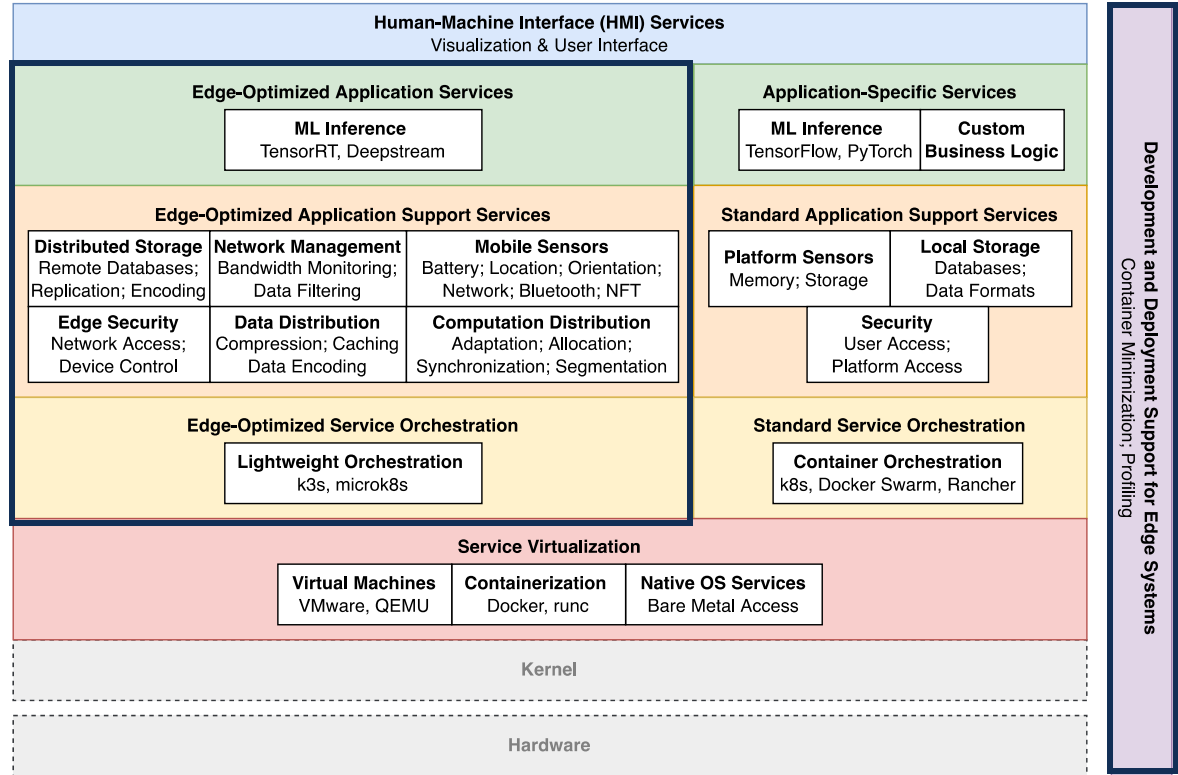 Human-Machine Interface (HMI) Services
Visualization & User Interface
Edge-Optimized Application Services
ML Inference
TensorRT, Deepstream
Application-Specific Services
ML Inference
TensorFlow, PyTorch
Custom
Business Logic
Edge-Optimized Application Support Services
Distributed Storage
Remote Databases;
Replication; Encoding
Network Management
Bandwidth Monitoring;
Data Filtering
Mobile Sensors
Battery; Location; Orientation;
Network; Bluetooth; NFT
Edge Security
Network Access;
Device Control
Data Distribution
Compression; Caching
Data Encoding
Computation Distribution
Adaptation; Allocation;
Synchronization; Segmentation
Standard Application Support Services
Platform Sensors
Memory; Storage
Local Storage
Databases;
Data Formats
Security
User Access;
Platform Access
Edge-Optimized Service Orchestration
Lightweight Orchestration
k3s, microk8s
Standard Service Orchestration
Container Orchestration
k8s, Docker Swarm, Rancher
Service Virtualization
Virtual Machines
VMware, QEMU
Containerization
Docker, runc
Native OS Services
Bare Metal Access
Kernel
Hardware
Development and Deployment Support for Edge Systems
Container Minimization; Profiling